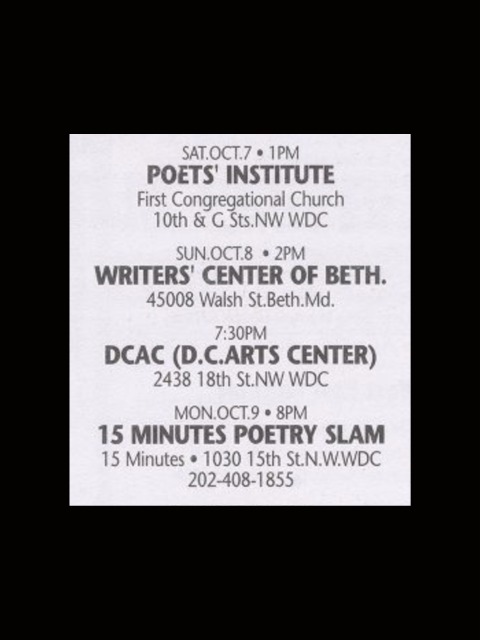 SAT.OCT.7 • 1PM
POETS' INSTITUTE
First Congregational Church
10th & G Sts.NW WDC
SUN.OCT.8 • 2PM
WRITERS' CENTER OF BETH.
45008 Walsh St.Beth.Md.
7:30PM
DCAC (D.C.ARTS CENTER)
2438 18th St.NW WDC
MON.OCT.9 • 8PM
15 MINUTES POETRY SLAM
15 Minutes • 1030 15th St.N.W.WDC
202-408-1855